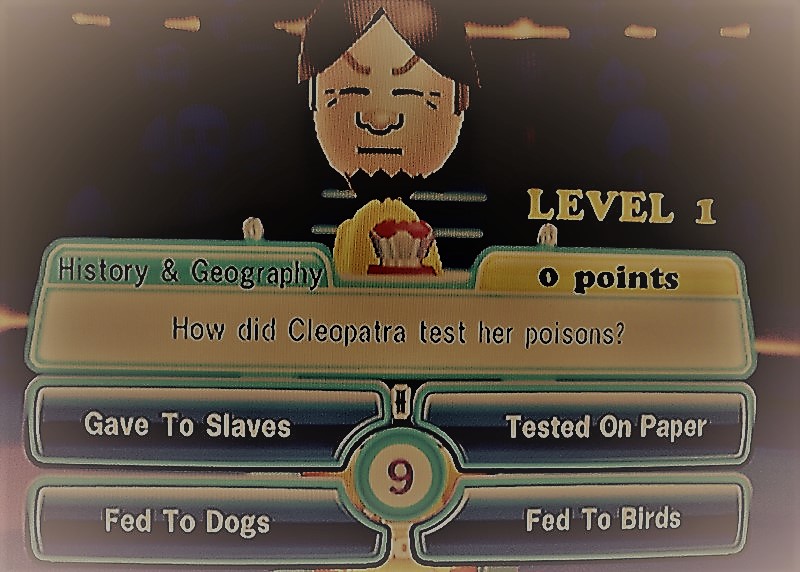 LEVEL 1
History & Geography
0 points
How did Cleopatra test her poisons?
Gave To Slaves
Tested On Paper
9
Fed To Dogs
Fed To Birds